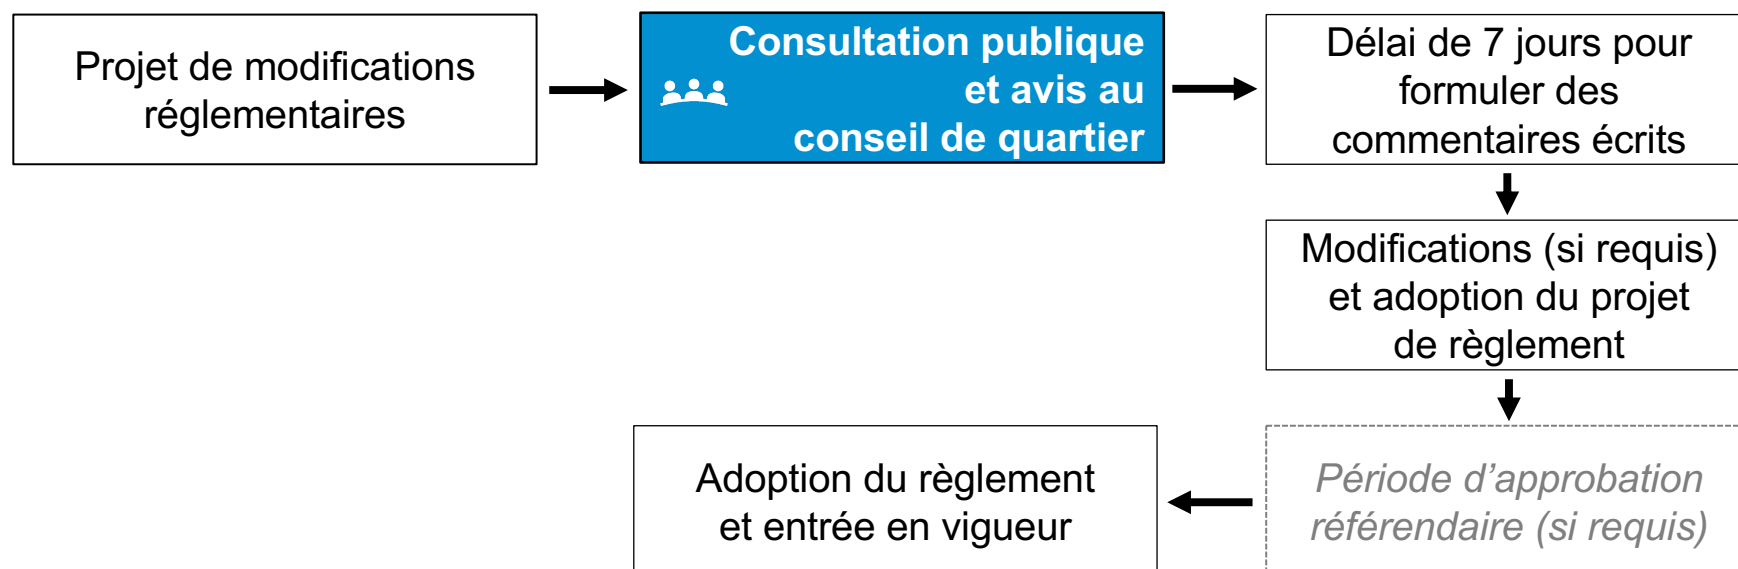 Projet de modifications
réglementaires
Consultation publique
et avis au
conseil de quartier
Délai de 7 jours pour
formuler des
commentaires écrits
Modifications (si requis)
et adoption du projet
de règlement
Période d’approbation
référendaire (si requis)
Adoption du règlement
et entrée en vigueur